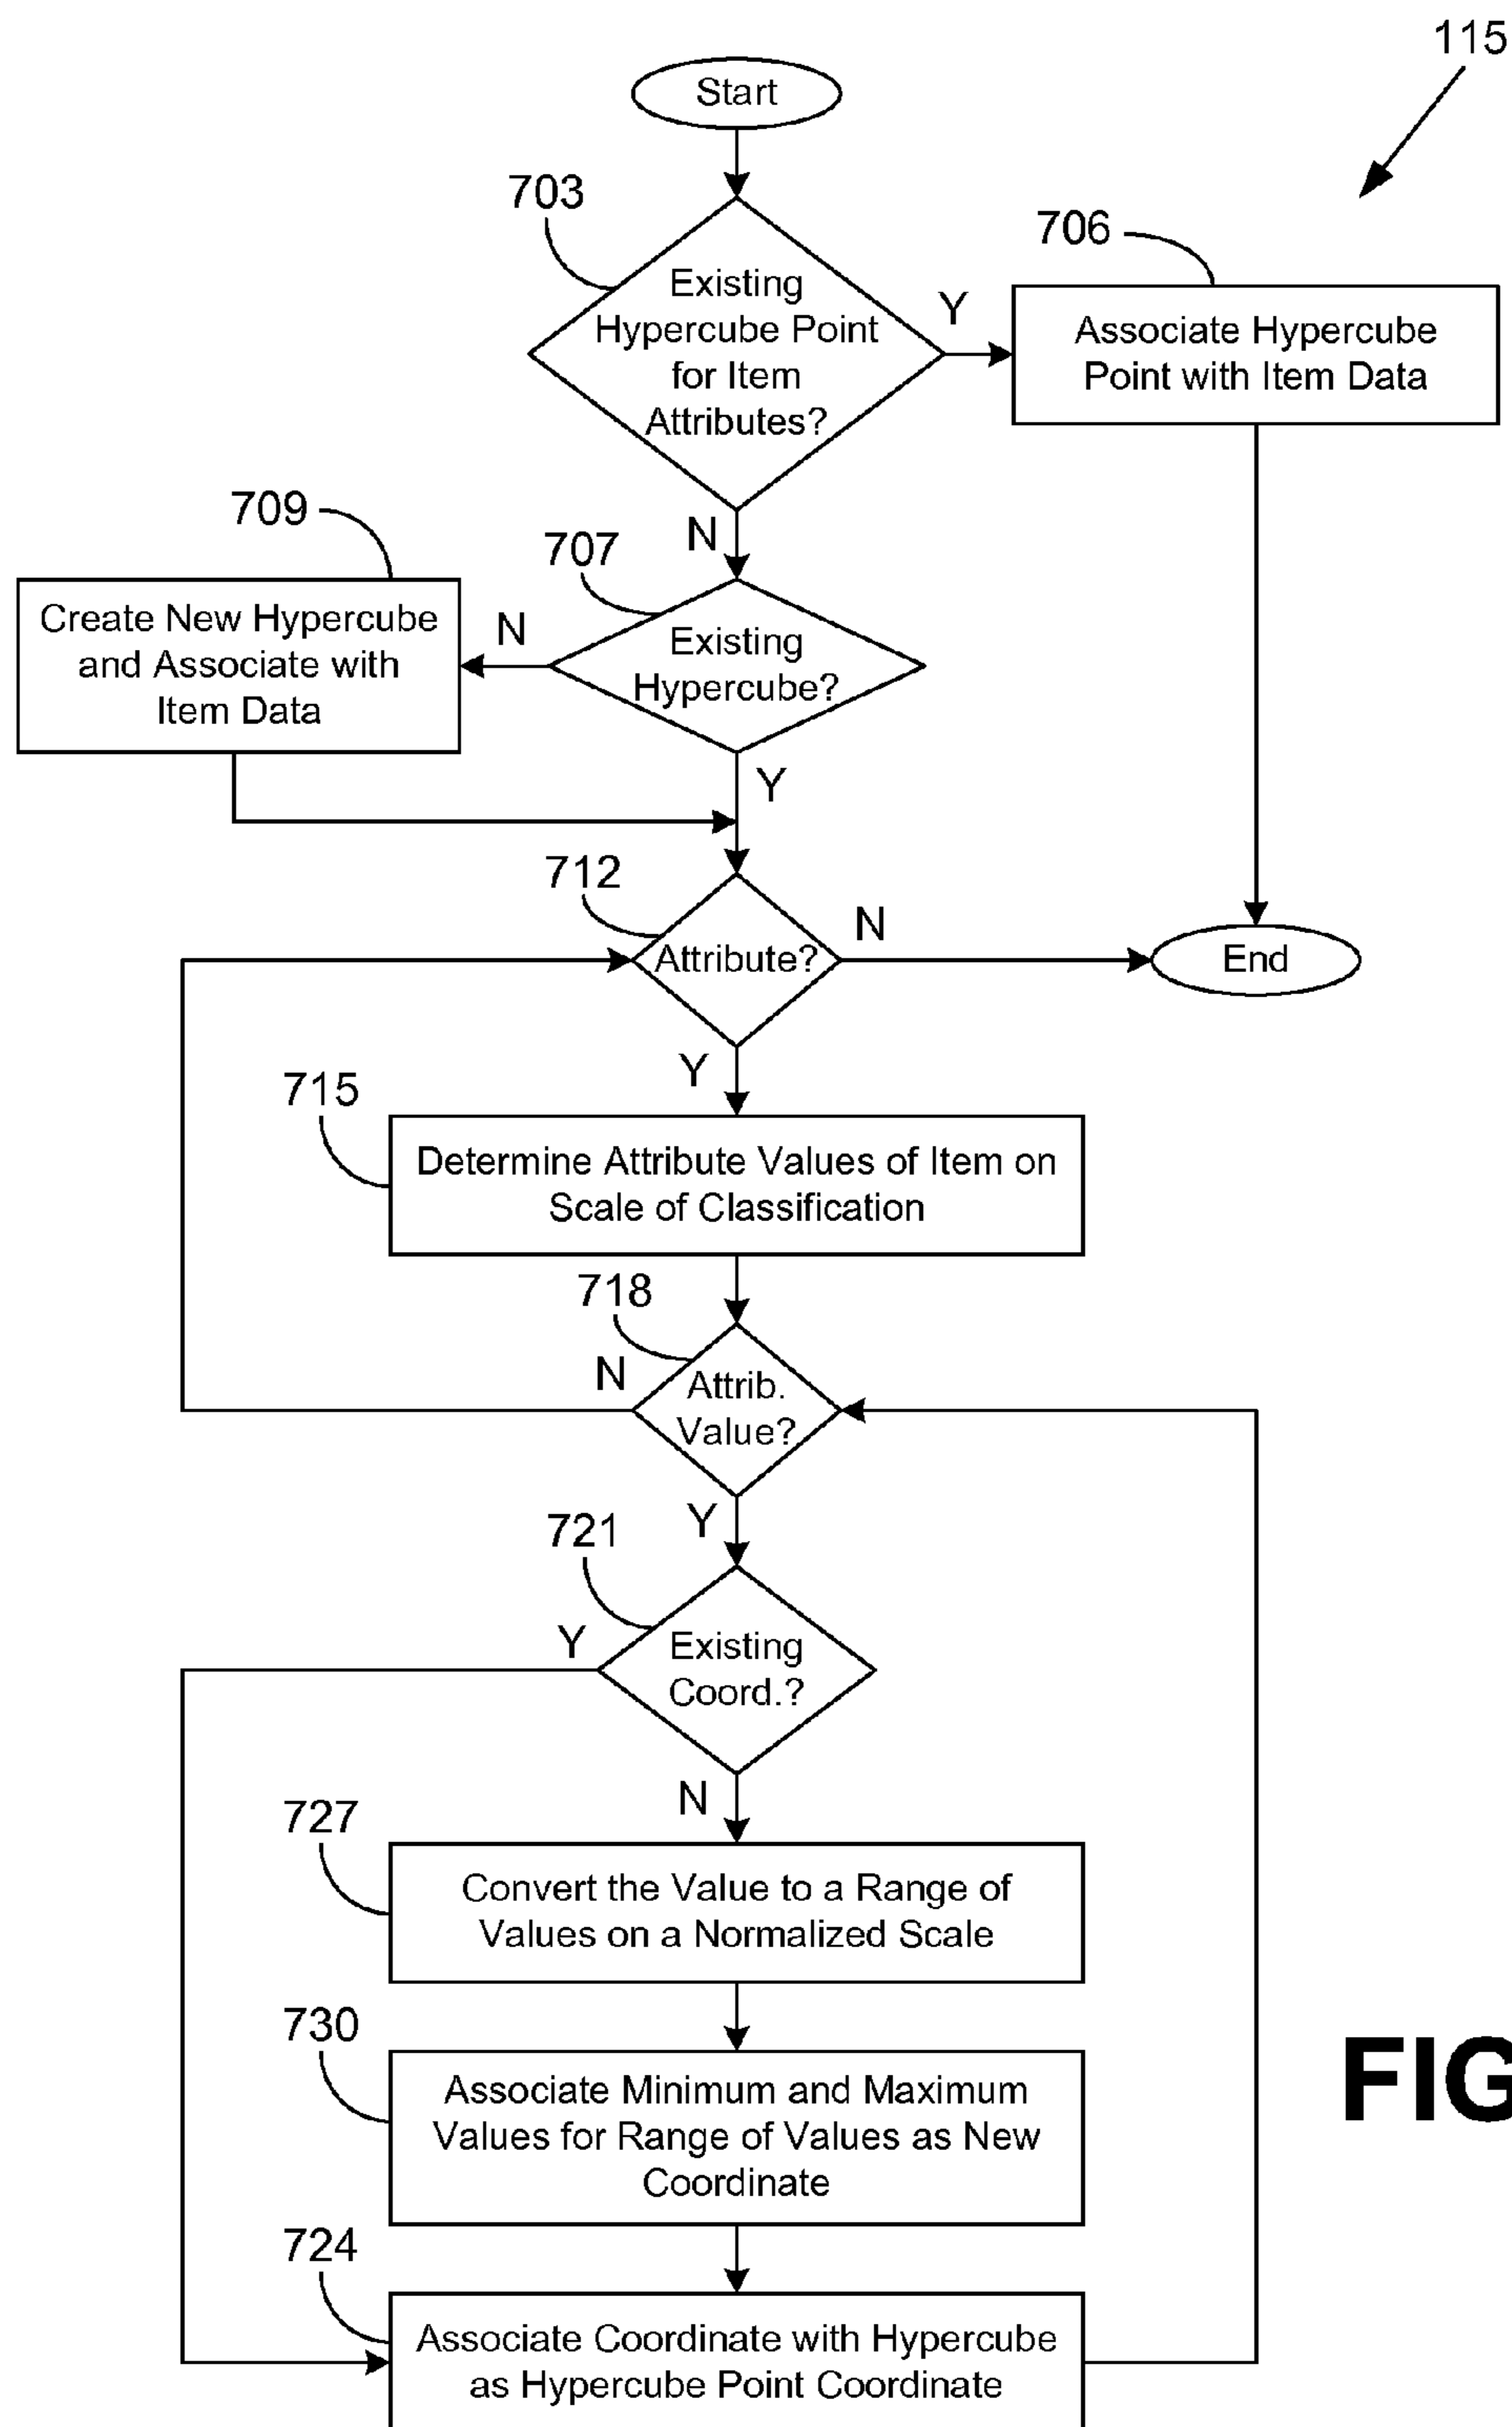 115
Start
703
Existing
Hypercube Point
for Item
Attributes?
Y
706
Associate Hypercube
Point with Item Data
N
709
Create New Hypercube
and Associate with
Item Data
N
707
Existing
Hypercube?
Y
712
Attribute?
N
End
Y
715
Determine Attribute Values of Item on
Scale of Classification
718
N
Attrib.
Value?
Y
721
Y
Existing
Coord.?
N
727
Convert the Value to a Range of
Values on a Normalized Scale
730
Associate Minimum and Maximum
Values for Range of Values as New
Coordinate
FIG
724
Associate Coordinate with Hypercube
as Hypercube Point Coordinate